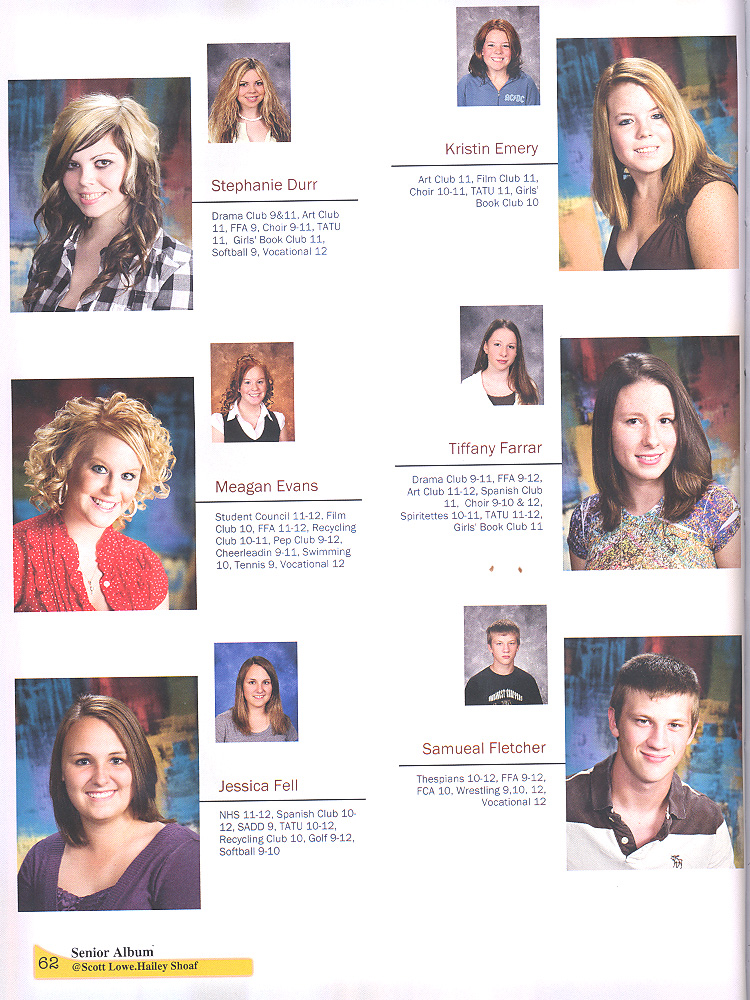 Stephanie Durr
Drama Club 9&11, Art Club
11, FFA 9, Choir 9-11, TATU
11, Girls' Book Club 11,
Softball 9, Vocational 12
AC/DC
Kristin Emery
Art Club 11, Film Club 11,
Choir 10-11, TATU 11, Girls'
Book Club 10
Meagan Evans
Student Council 11-12, Film
Club 10, FFA 11-12, Recycling
Club 10-11, Pep Club 9-12,
Cheerleadin 9-11, Swimming
10, Tennis 9, Vocational 12
Tiffany Farrar
Drama Club 9-11, FFA 9-12,
Art Club 11-12, Spanish Club
11, Choir 9-10 & 12,
Spiritettes 10-11, TATU 11-12,
Girls' Book Club 11
Jessica Fell
NHS 11-12, Spanish Club 10-
12, SADD 9, TATU 10-12,
Recycling Club 10, Golf 9-12,
Softball 9-10
Samueal Fletcher
Thespians 10-12, FFA 9-12,
FCA 10, Wrestling 9,10, 12,
Vocational 12
62
Senior Album
@Scott Lowe.Hailey Shoaf